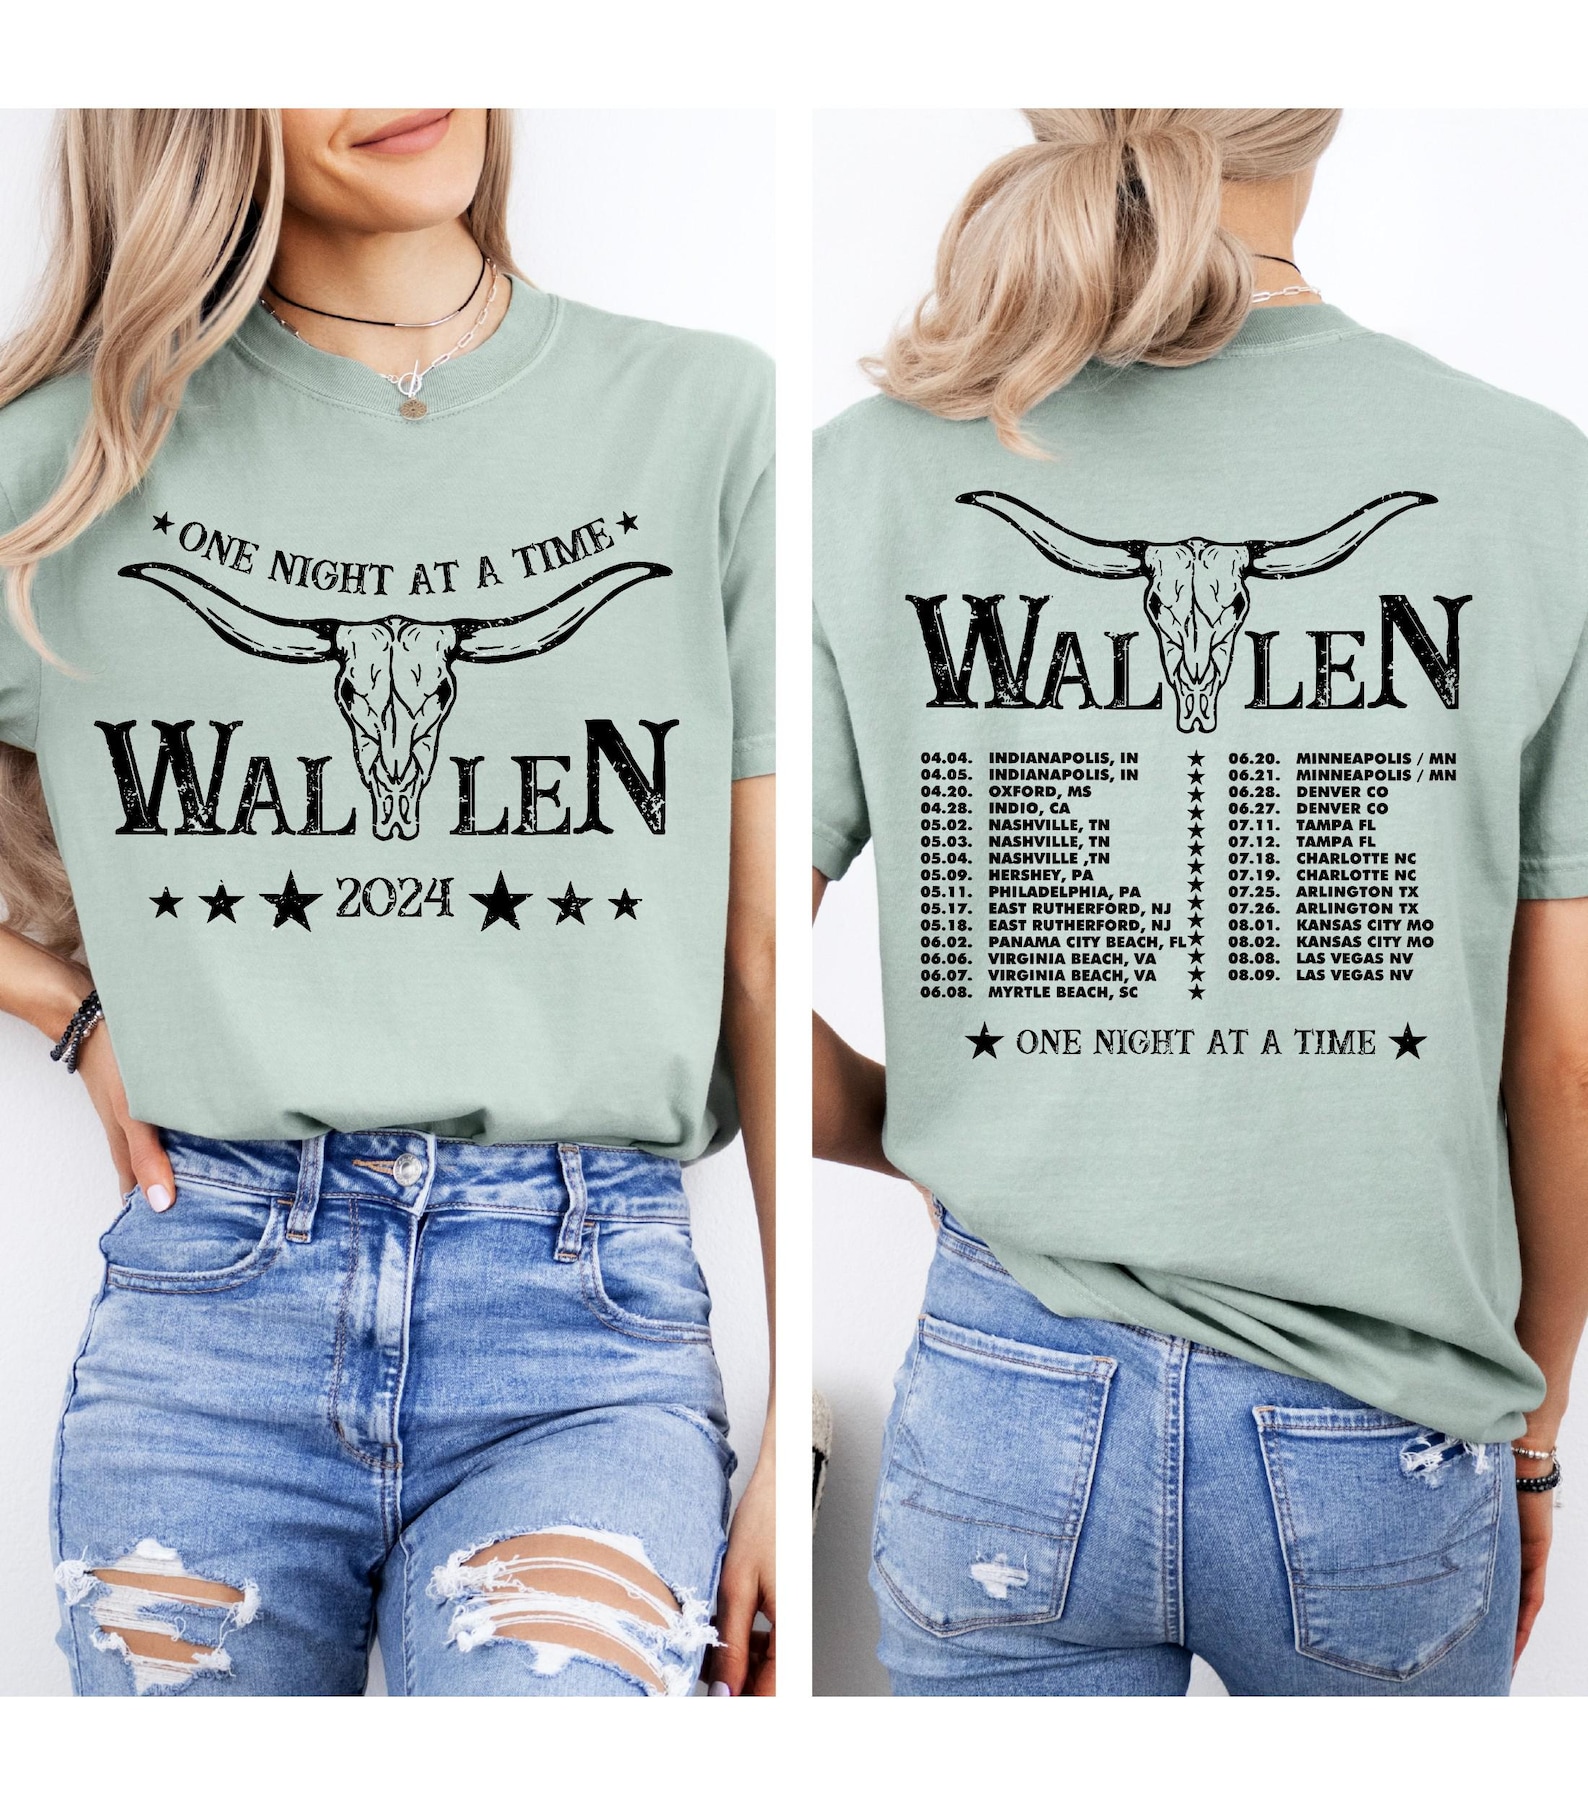 ONE NIGHT AT A TIME
WALLEN
2024
WALLEN
04.04. INDIANAPOLIS, IN
04.05. INDIANAPOLIS, IN
04.20. OXFORD, MS
04.28. INDIO, CA
05.02. NASHVILLE, TN
05.03. NASHVILLE, TN
05.04. NASHVILLE ,TN
05.09. HERSHEY, PA
05.11. PHILADELPHIA, PA
05.17. EAST RUTHERFORD, NJ
05.18. EAST RUTHERFORD, NJ
06.02. PANAMA CITY BEACH, FL
06.06. VIRGINIA BEACH, VA
06.07. VIRGINIA BEACH, VA
06.08. MYRTLE BEACH, SC
06.20. MINNEAPOLIS / MN
06.21. MINNEAPOLIS / MN
06.28. DENVER CO
06.27. DENVER CO
07.11. TAMPA FL
07.12. TAMPA FL
07.18. CHARLOTTE NC
07.19. CHARLOTTE NC
07.25. ARLINGTON TX
07.26. ARLINGTON TX
08.01. KANSAS CITY MO
08.02. KANSAS CITY MO
08.08. LAS VEGAS NV
08.09. LAS VEGAS NV
ONE NIGHT AT A TIME